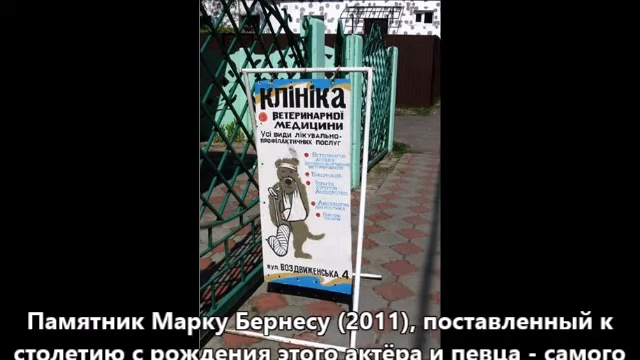 КЛІНІКА
ВЕТЕРИНАРНОЇ
МЕДИЦИНИ
УСІ ВИДИ ЛІКУВАЛЬНО-
ПРОФІЛАКТИЧНИХ ПОСЛУГ
ВУЛ. ВОЗДВИЖЕНСЬКА, 4
Памятник Марку Бернесу (2011), поставленный к
столетию с рождения этого актёра и певца - самого